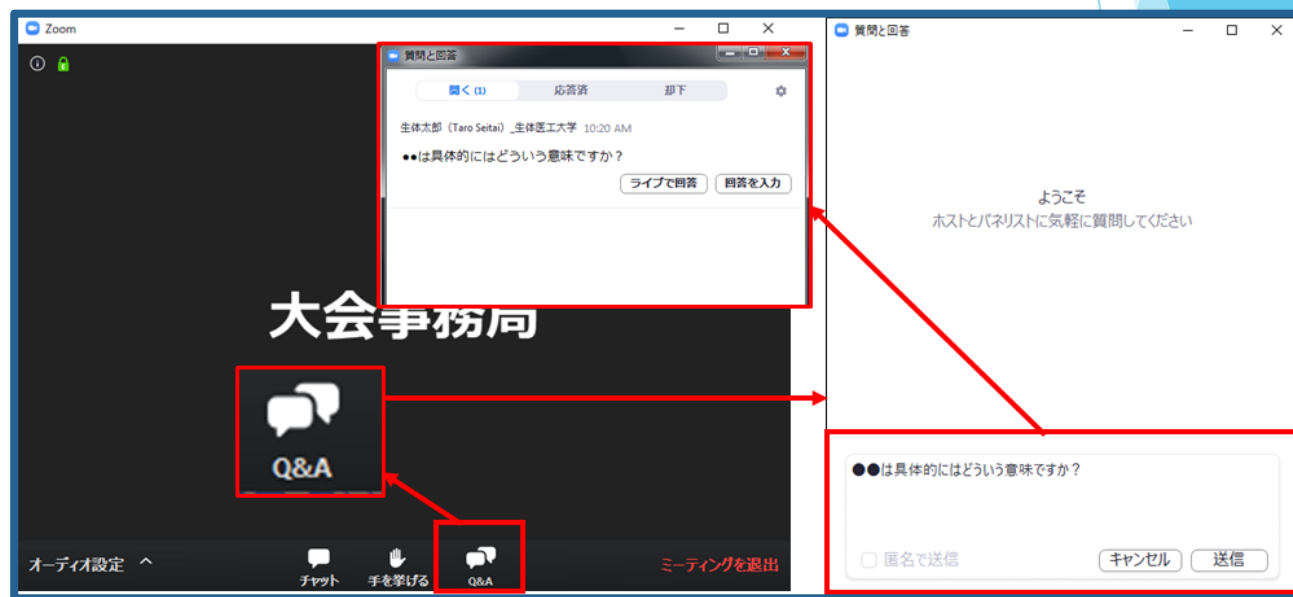 Zoom
質問と回答
開く (1) 応答済 却下
生体太郎（Taro Seitai）_生体医工大学 10:20 AM
●●は具体的にはどういう意味ですか？
ライブで回答 回答を入力
大会事務局
Q&A
オーディオ設定
チャット
手を挙げる
Q&A
ミーティングを退出
質問と回答
ようこそ
ホストとパネリストに気軽に質問してください
●●は具体的にはどういう意味ですか？
匿名で送信 キャンセル 送信